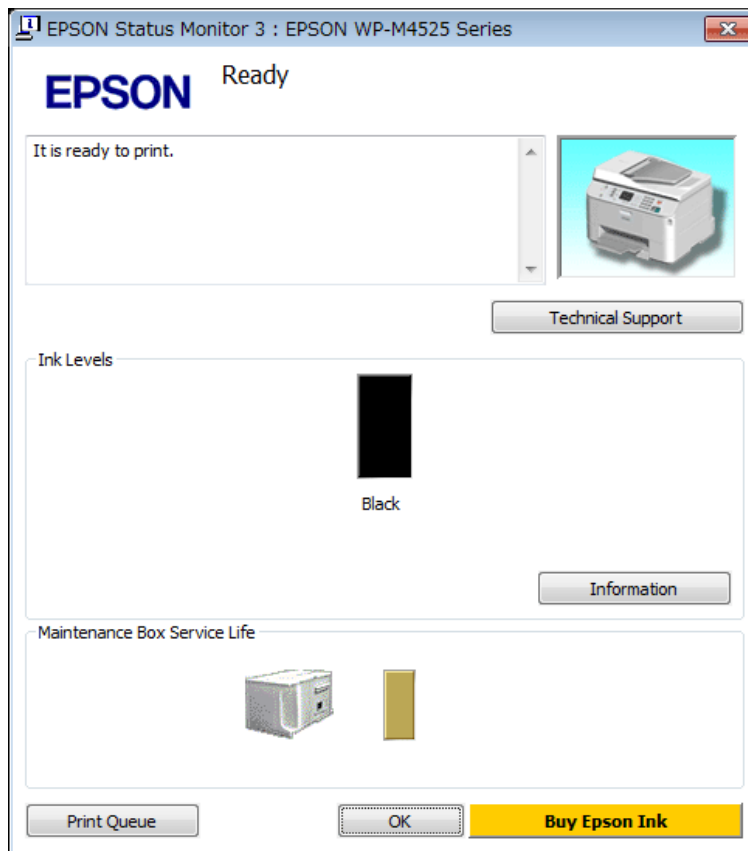 EPSON Status Monitor 3 : EPSON WP-M4525 Series
EPSON
Ready
It is ready to print.
Technical Support
Ink Levels
Black
Information
Maintenance Box Service Life
Print Queue
OK
Buy Epson Ink